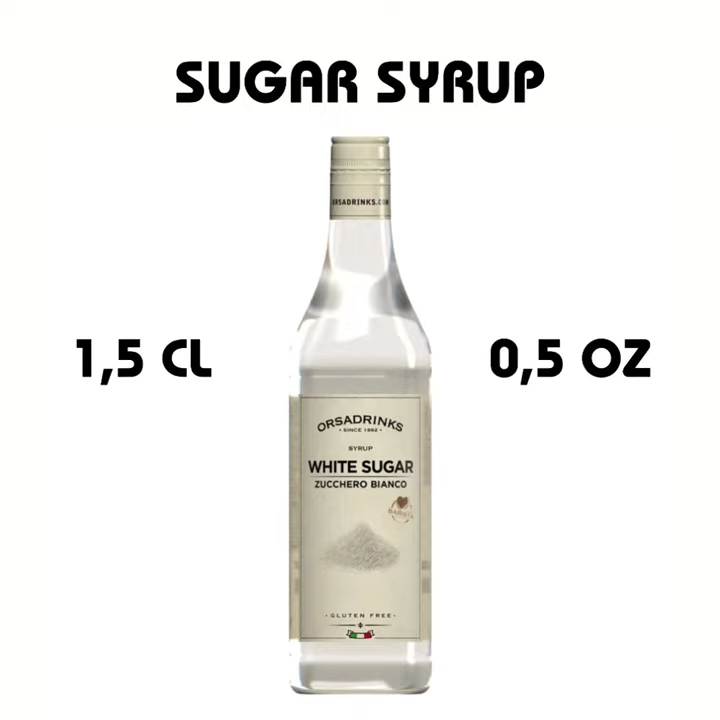 SUGAR SYRUP
ORSADRINKS.COM
1,5 CL
0,5 OZ
ORSADRINKS
• SINCE 1992 •
SYRUP
WHITE SUGAR
ZUCCHERO BIANCO
BARISTA
• GLUTEN FREE •